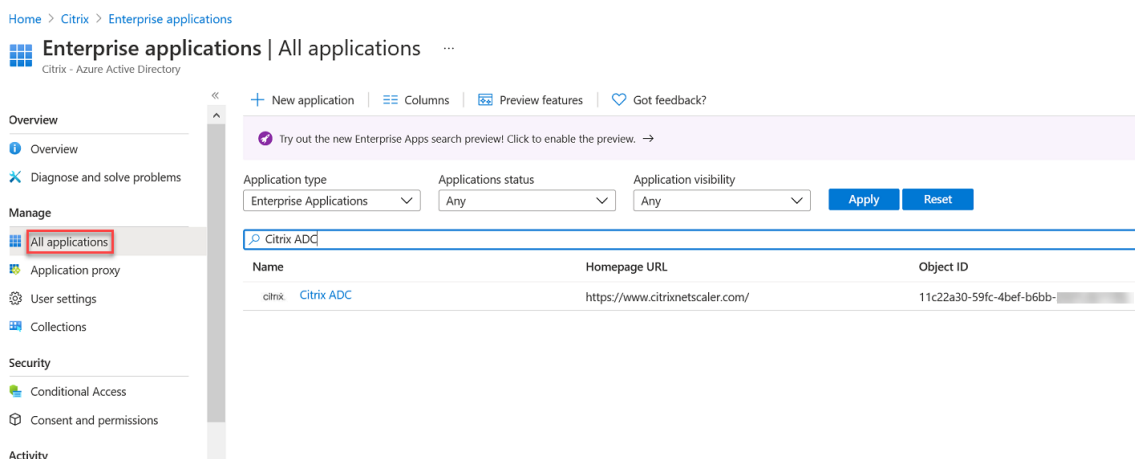 Home > Citrix > Enterprise applications
Enterprise applications | All applications ...
Citrix - Azure Active Directory
«
Overview
Overview
Diagnose and solve problems
Manage
All applications
Application proxy
User settings
Collections
Security
Conditional Access
Consent and permissions
Activity
+ New application
Columns
Preview features
Got feedback?
Try out the new Enterprise Apps search preview! Click to enable the preview. →
Application type
Applications status
Application visibility
Enterprise Applications
Any
Any
Apply
Reset
Citrix ADC
Name
Homepage URL
Object ID
citrix.
Citrix ADC
https://www.citrixnetscaler.com/
11c22a30-59fc-4bef-b6bb-